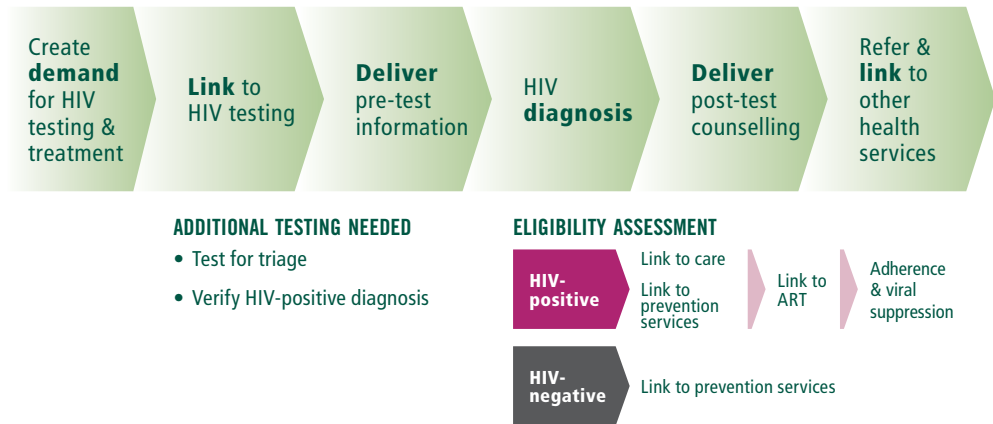 Create
demand
for HIV
testing &
treatment
Link to
HIV testing
Deliver
pre-test
information
HIV
diagnosis
Deliver
post-test
counselling
Refer &
link to
other
health
services
ADDITIONAL TESTING NEEDED
• Test for triage
• Verify HIV-positive diagnosis
ELIGIBILITY ASSESSMENT
HIV-
positive
Link to care
Link to
prevention
services
Link to
ART
Adherence
& viral
suppression
HIV-
negative
Link to prevention services